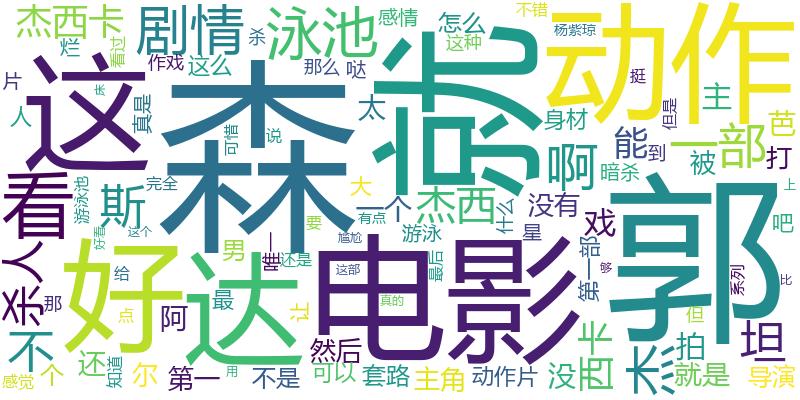 杰西卡
剧情
泳池
感情
怎么
不错
动作
杨紫琼
烂
看过
杀
这种
片
作戏
这么
那么
哒
挺
人
这
森
就
但是
主
真是
可惜
说
太
身材
芭
床
看
斯
啊
能
到
一部
被
打
暗杀
游泳池
完全
大
一个
杰西
没有
戏
上
好看
这个
要
有点
什么
郭
吧
杀人
好
达
男
唯一
还是
尴尬
游泳
星
电影
第一部
够
系列
那
给
最
这部
最后
比
点
阿
让
真的
但
不
还
知道
尔
然后
西卡
杰
拍
坦
感觉
个
第一
用
不是
可以
套路
主角
动作片
没
就是
导演